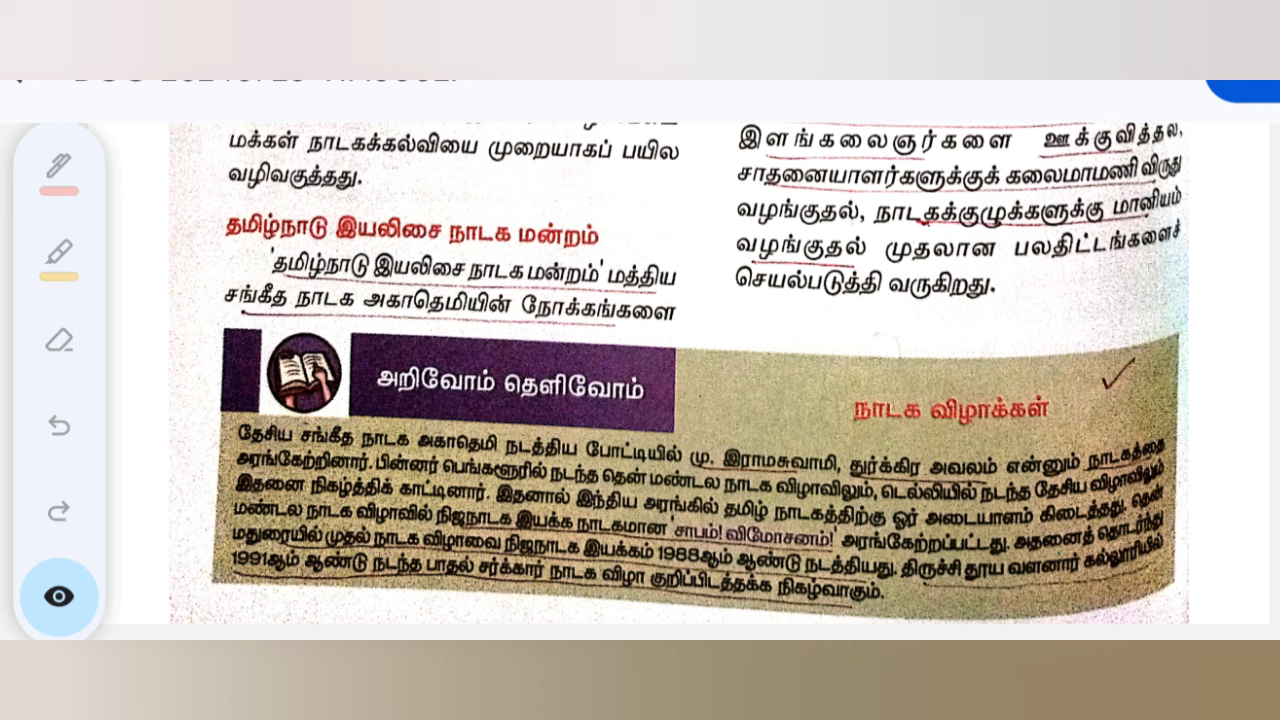 மக்கள் நாடகக்கல்வியை முறையாகப் பயில
வழிவகுத்தது.
தமிழ்நாடு இயலிசை நாடக மன்றம்
'தமிழ்நாடு இயலிசை நாடக மன்றம்' மத்திய
சங்கீத நாடக அகாதெமியின் நோக்கங்களை
இளங்கலைஞர்களை ஊக்குவித்தல்,
சாதனையாளர்களுக்குக் கலைமாமணி விருது
வழங்குதல், நாடகக்குழுக்களுக்கு மானியம்
வழங்குதல் முதலான பலதிட்டங்களைச்
செயல்படுத்தி வருகிறது.
அறிவோம் தெளிவோம்
நாடக விழாக்கள்
தேசிய சங்கீத நாடக அகாதெமி நடத்திய போட்டியில் மு. இராமசுவாமி, துர்க்கிர அவலம் என்னும் நாடகத்தை
அரங்கேற்றினார். பின்னர் பெங்களூரில் நடந்த தென் மண்டல நாடக விழாவிலும், டெல்லியில் நடந்த தேசிய விழாவிலும்
இதனை நிகழ்த்திக் காட்டினார். இதனால் இந்திய அரங்கில் தமிழ் நாடகத்திற்கு ஓர் அடையாளம் கிடைத்தது. தென்
மண்டல நாடக விழாவில் நிஜநாடக இயக்க நாடகமான 'சாபம்! விமோசனம்!' அரங்கேற்றப்பட்டது. அதனைத் தொடர்ந்து
மதுரையில் முதல் நாடக விழாவை நிஜநாடக இயக்கம் 1988ஆம் ஆண்டு நடத்தியது. திருச்சி தூய வளனார் கல்லூரியில்
1991ஆம் ஆண்டு நடந்த பாதல் சர்க்கார் நாடக விழா குறிப்பிடத்தக்க நிகழ்வாகும்.